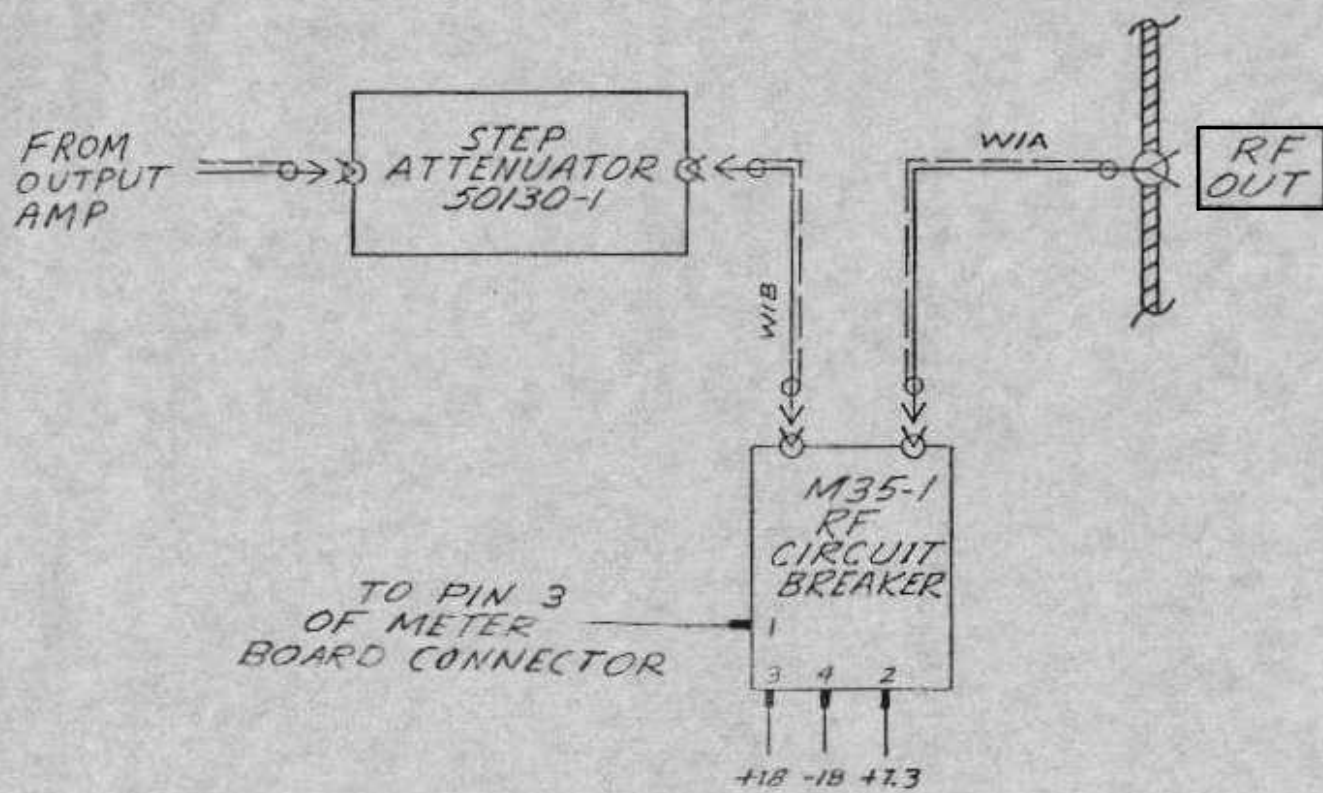 FROM
OUTPUT
AMP
STEP
ATTENUATOR
50130-1
W1A
RF
OUT
W1B
M35-1
RF
CIRCUIT
BREAKER
TO PIN 3
OF METER
BOARD CONNECTOR
1
3 4 2
+18 -18 +7.3